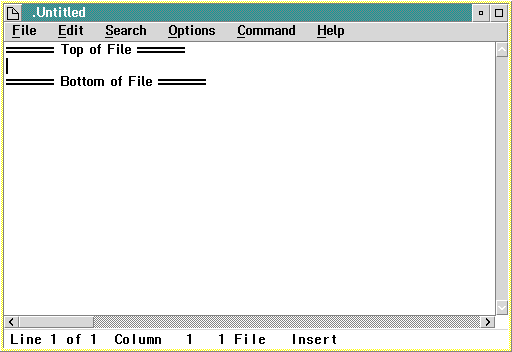 .Untitled
File Edit Search Options Command Help
====== Top of File ======
====== Bottom of File ======
Line 1 of 1 Column 1 1 File Insert